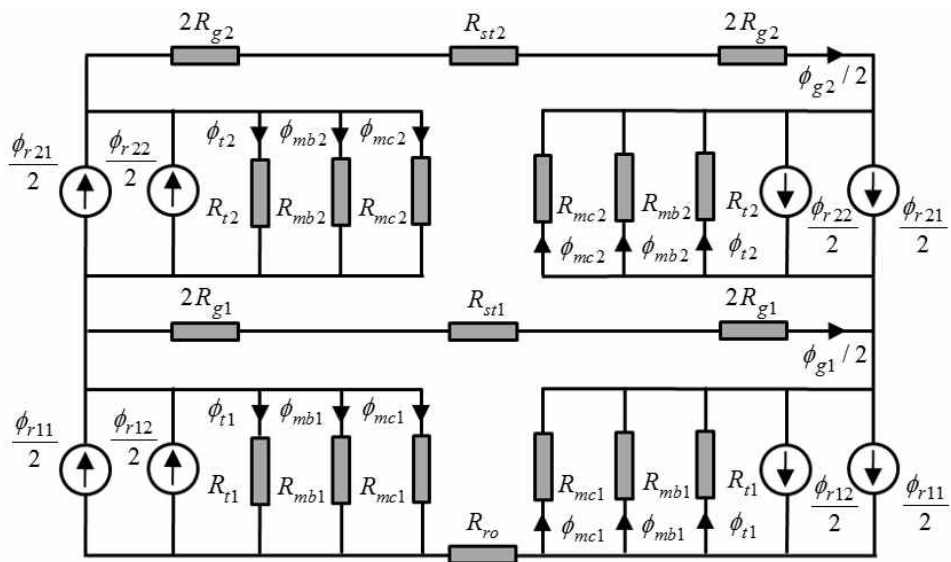 2R_{g2} R_{st2} 2R_{g2}
ϕ_{g2} / 2
ϕ_{r21}/2 ϕ_{r22}/2 ϕ_{t2} ϕ_{mb2} ϕ_{mc2}
R_{t2} R_{mb2} R_{mc2}
R_{mc2} R_{mb2} R_{t2} ϕ_{r22}/2 ϕ_{r21}/2
ϕ_{mc2} ϕ_{mb2} ϕ_{t2}
2R_{g1} R_{st1} 2R_{g1}
ϕ_{g1} / 2
ϕ_{r11}/2 ϕ_{r12}/2 ϕ_{t1} ϕ_{mb1} ϕ_{mc1}
R_{t1} R_{mb1} R_{mc1}
R_{mc1} R_{mb1} R_{t1} ϕ_{r12}/2 ϕ_{r11}/2
R_{ro} ϕ_{mc1} ϕ_{mb1} ϕ_{t1}